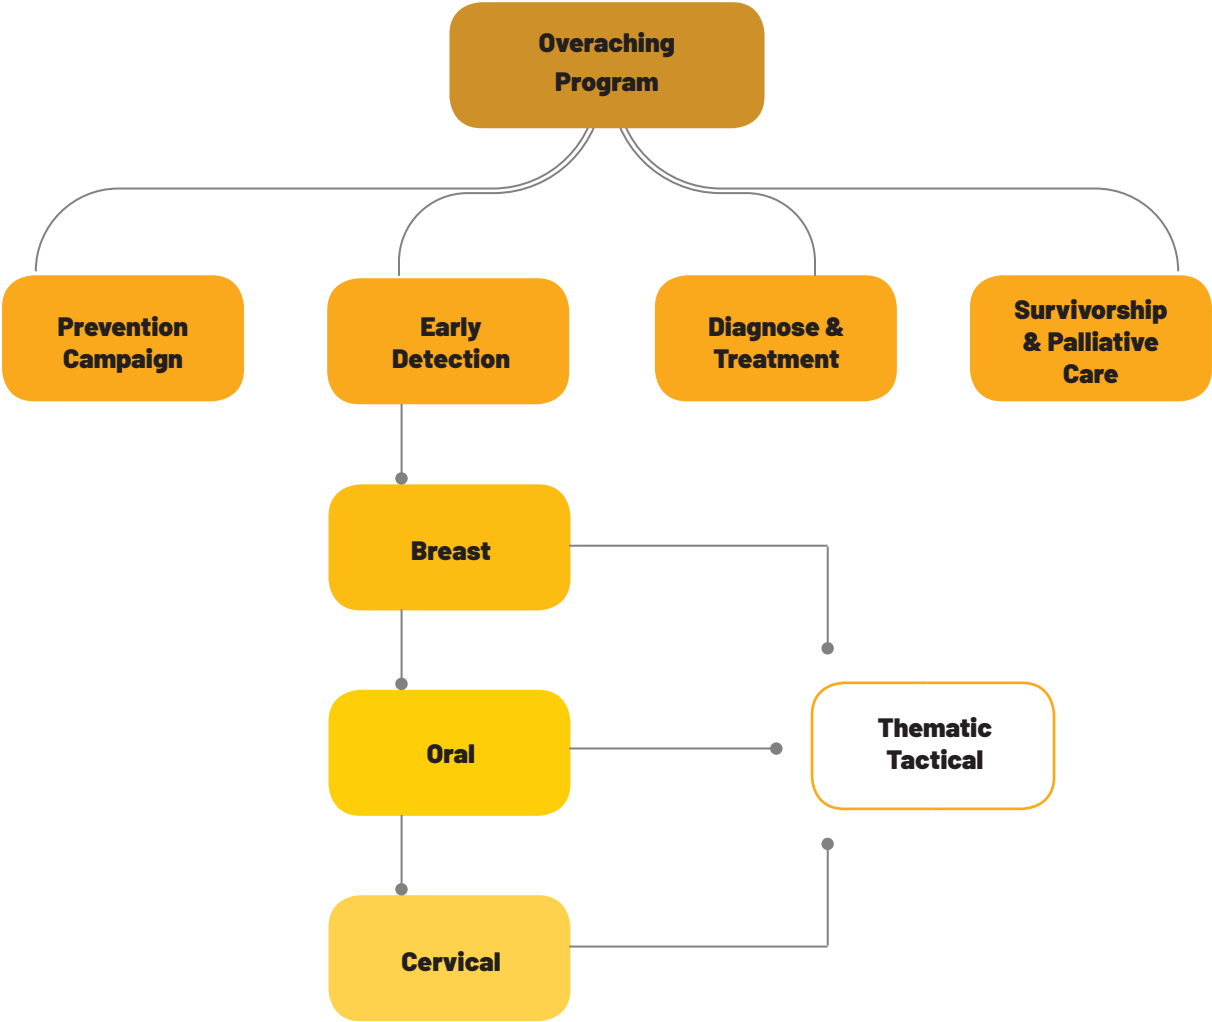 Overaching
Program
Prevention
Campaign
Early
Detection
Diagnose &
Treatment
Survivorship
& Palliative
Care
Breast
Oral
Thematic
Tactical
Cervical